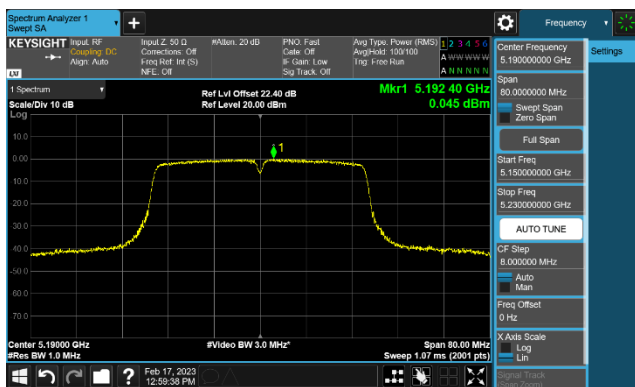 Spectrum Analyzer 1
Swept SA
Frequency
KEYSIGHT
Input: RF
Coupling: DC
Align: Auto
Input Z: 50 Ω
Corrections: Off
Freq Ref: Int (S)
NFE: Off
#Atten: 20 dB
PNO: Fast
Gate: Off
IF Gain: Low
Sig Track: Off
Avg Type: Power (RMS)
Avg|Hold: 100/100
Trig: Free Run
1 2 3 4 5 6
A W W W W W
A N N N N N
LXI
Center Frequency
5.190000000 GHz
Settings
Span
80.0000000 MHz
Swept Span
Zero Span
Full Span
Start Freq
5.150000000 GHz
Stop Freq
5.230000000 GHz
AUTO TUNE
CF Step
8.000000 MHz
Auto
Man
Freq Offset
0 Hz
X Axis Scale
Log
Lin
Signal Track
(Span Zoom)
1 Spectrum
Scale/Div 10 dB
Log
Ref Lvl Offset 22.40 dB
Ref Level 20.00 dBm
Mkr1 5.192 40 GHz
0.045 dBm
1
10.0
0.00
-10.0
-20.0
-30.0
-40.0
-50.0
-60.0
-70.0
Center 5.19000 GHz
#Res BW 1.0 MHz
#Video BW 3.0 MHz*
Span 80.00 MHz
Sweep 1.07 ms (2001 pts)
?
Feb 17, 2023
12:59:38 PM